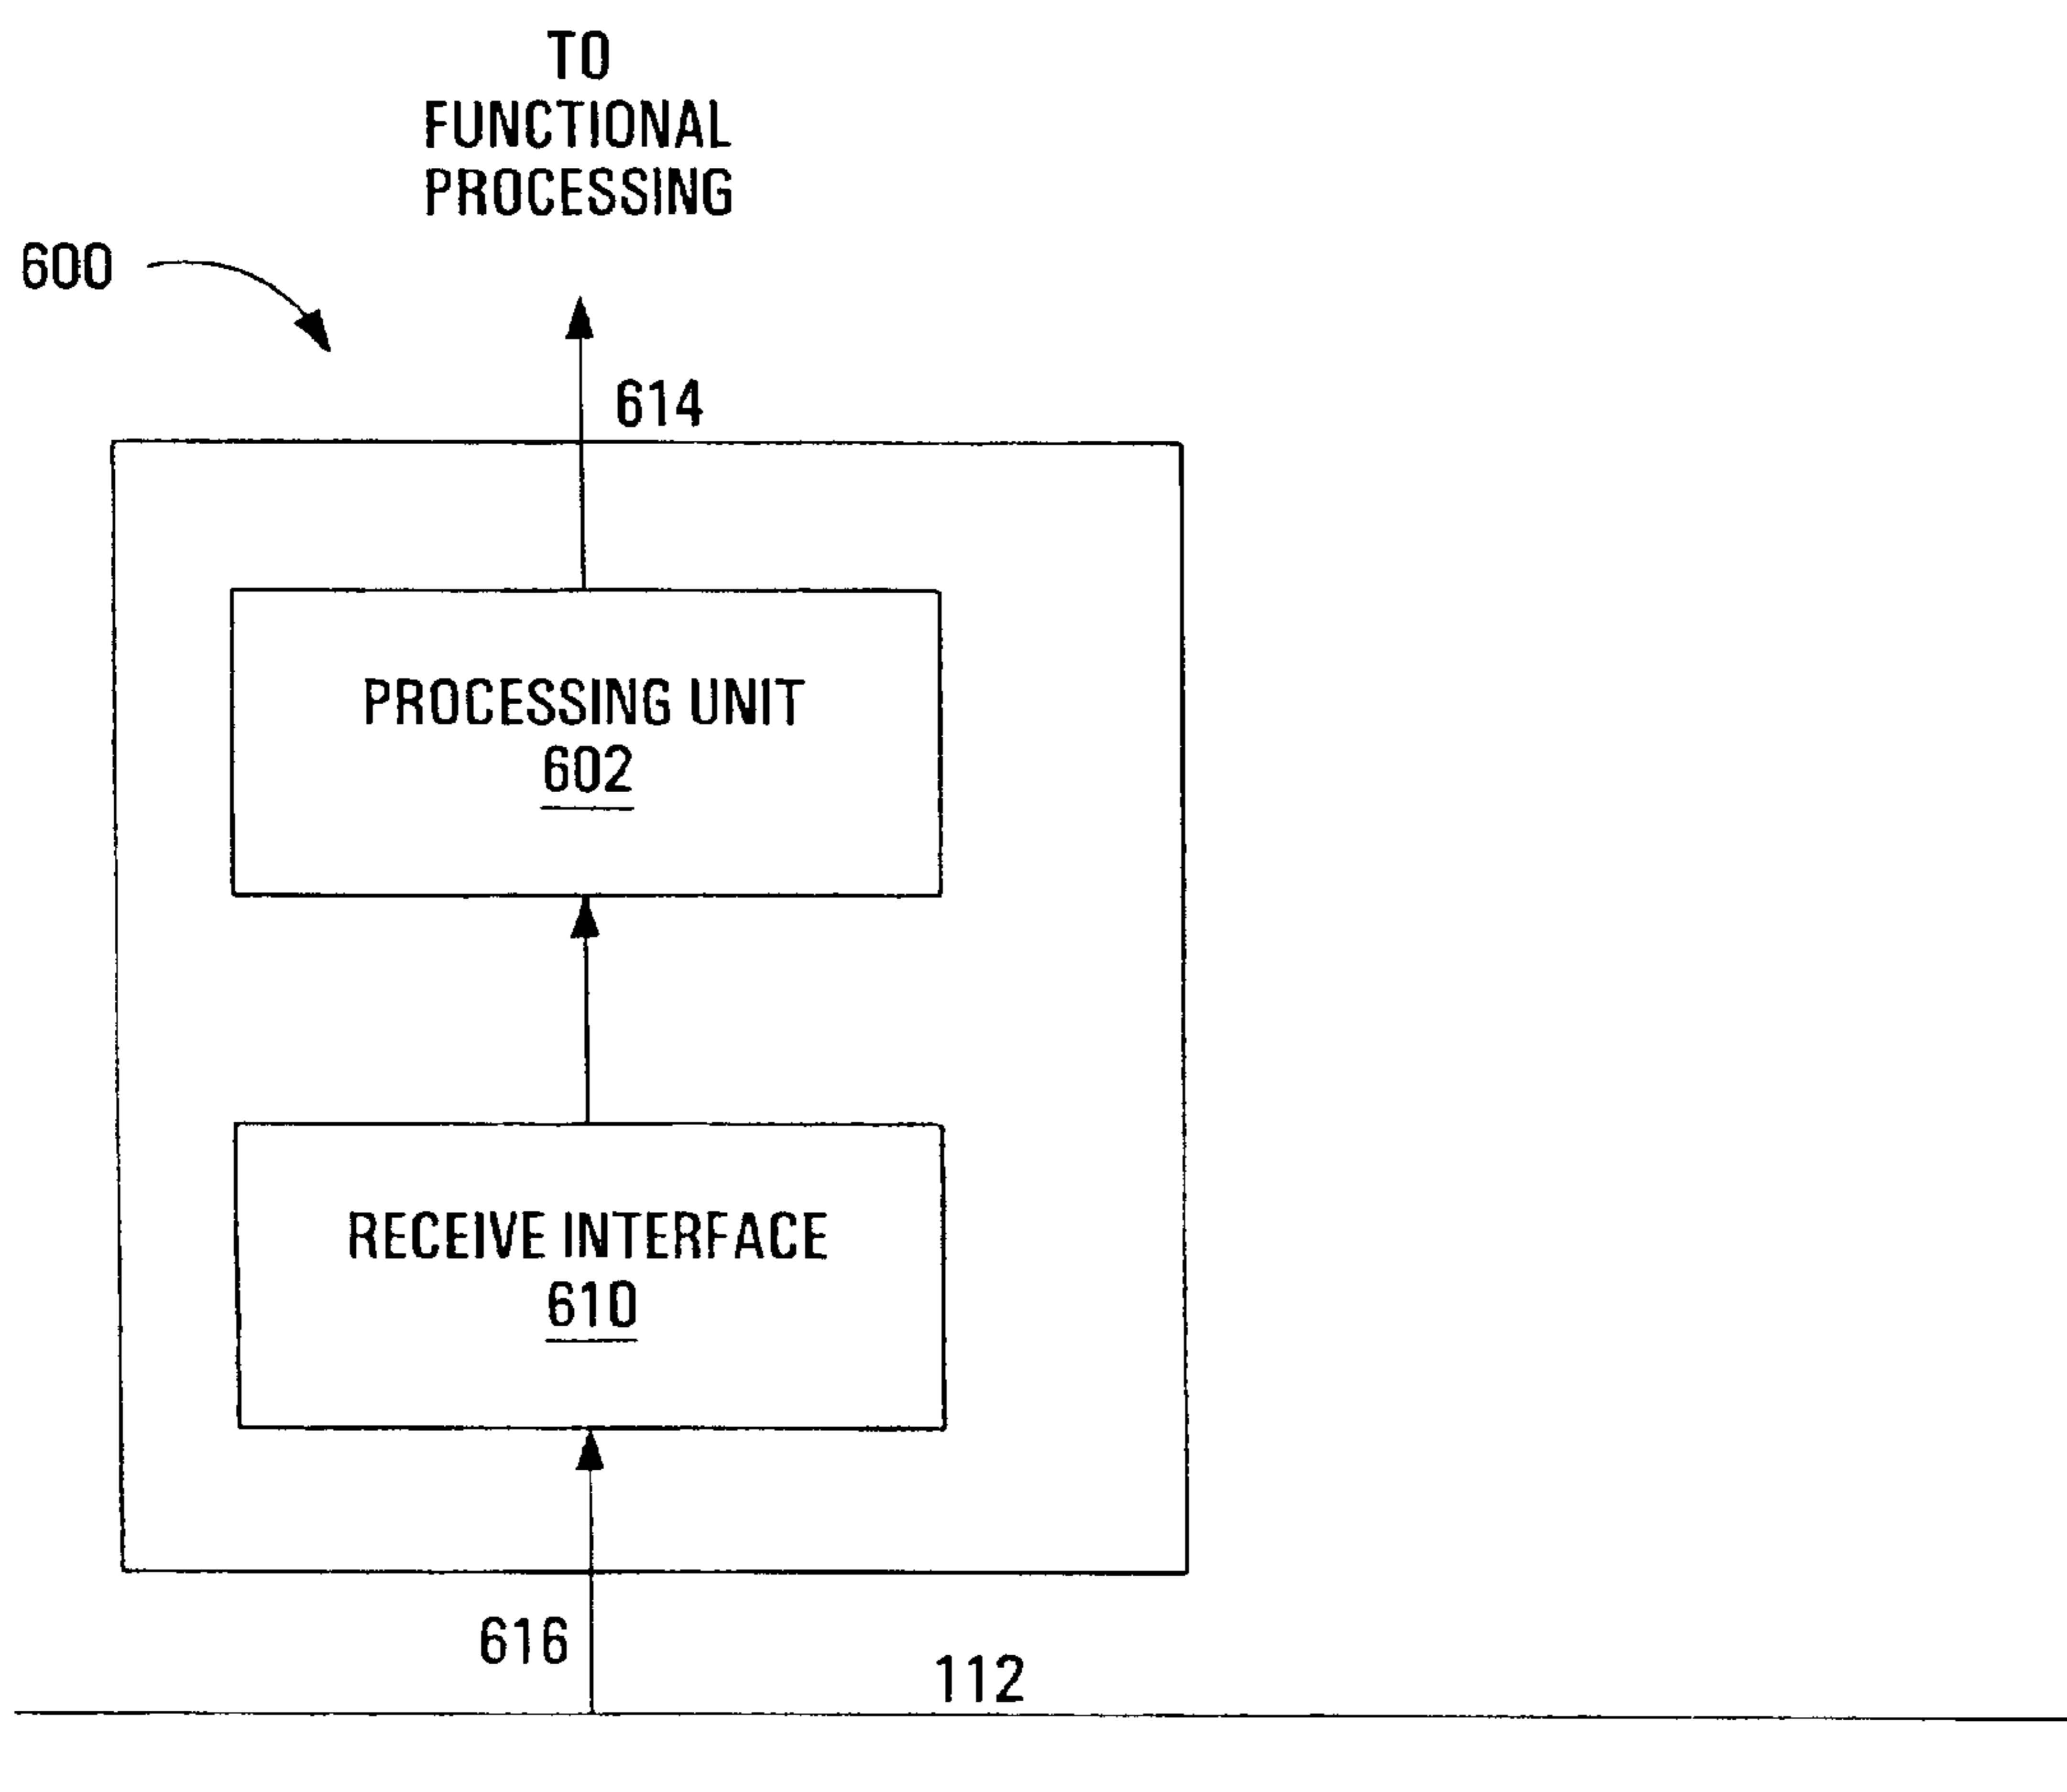 TO
FUNCTIONAL
PROCESSING
600
614
PROCESSING UNIT
602
RECEIVE INTERFACE
610
616
112